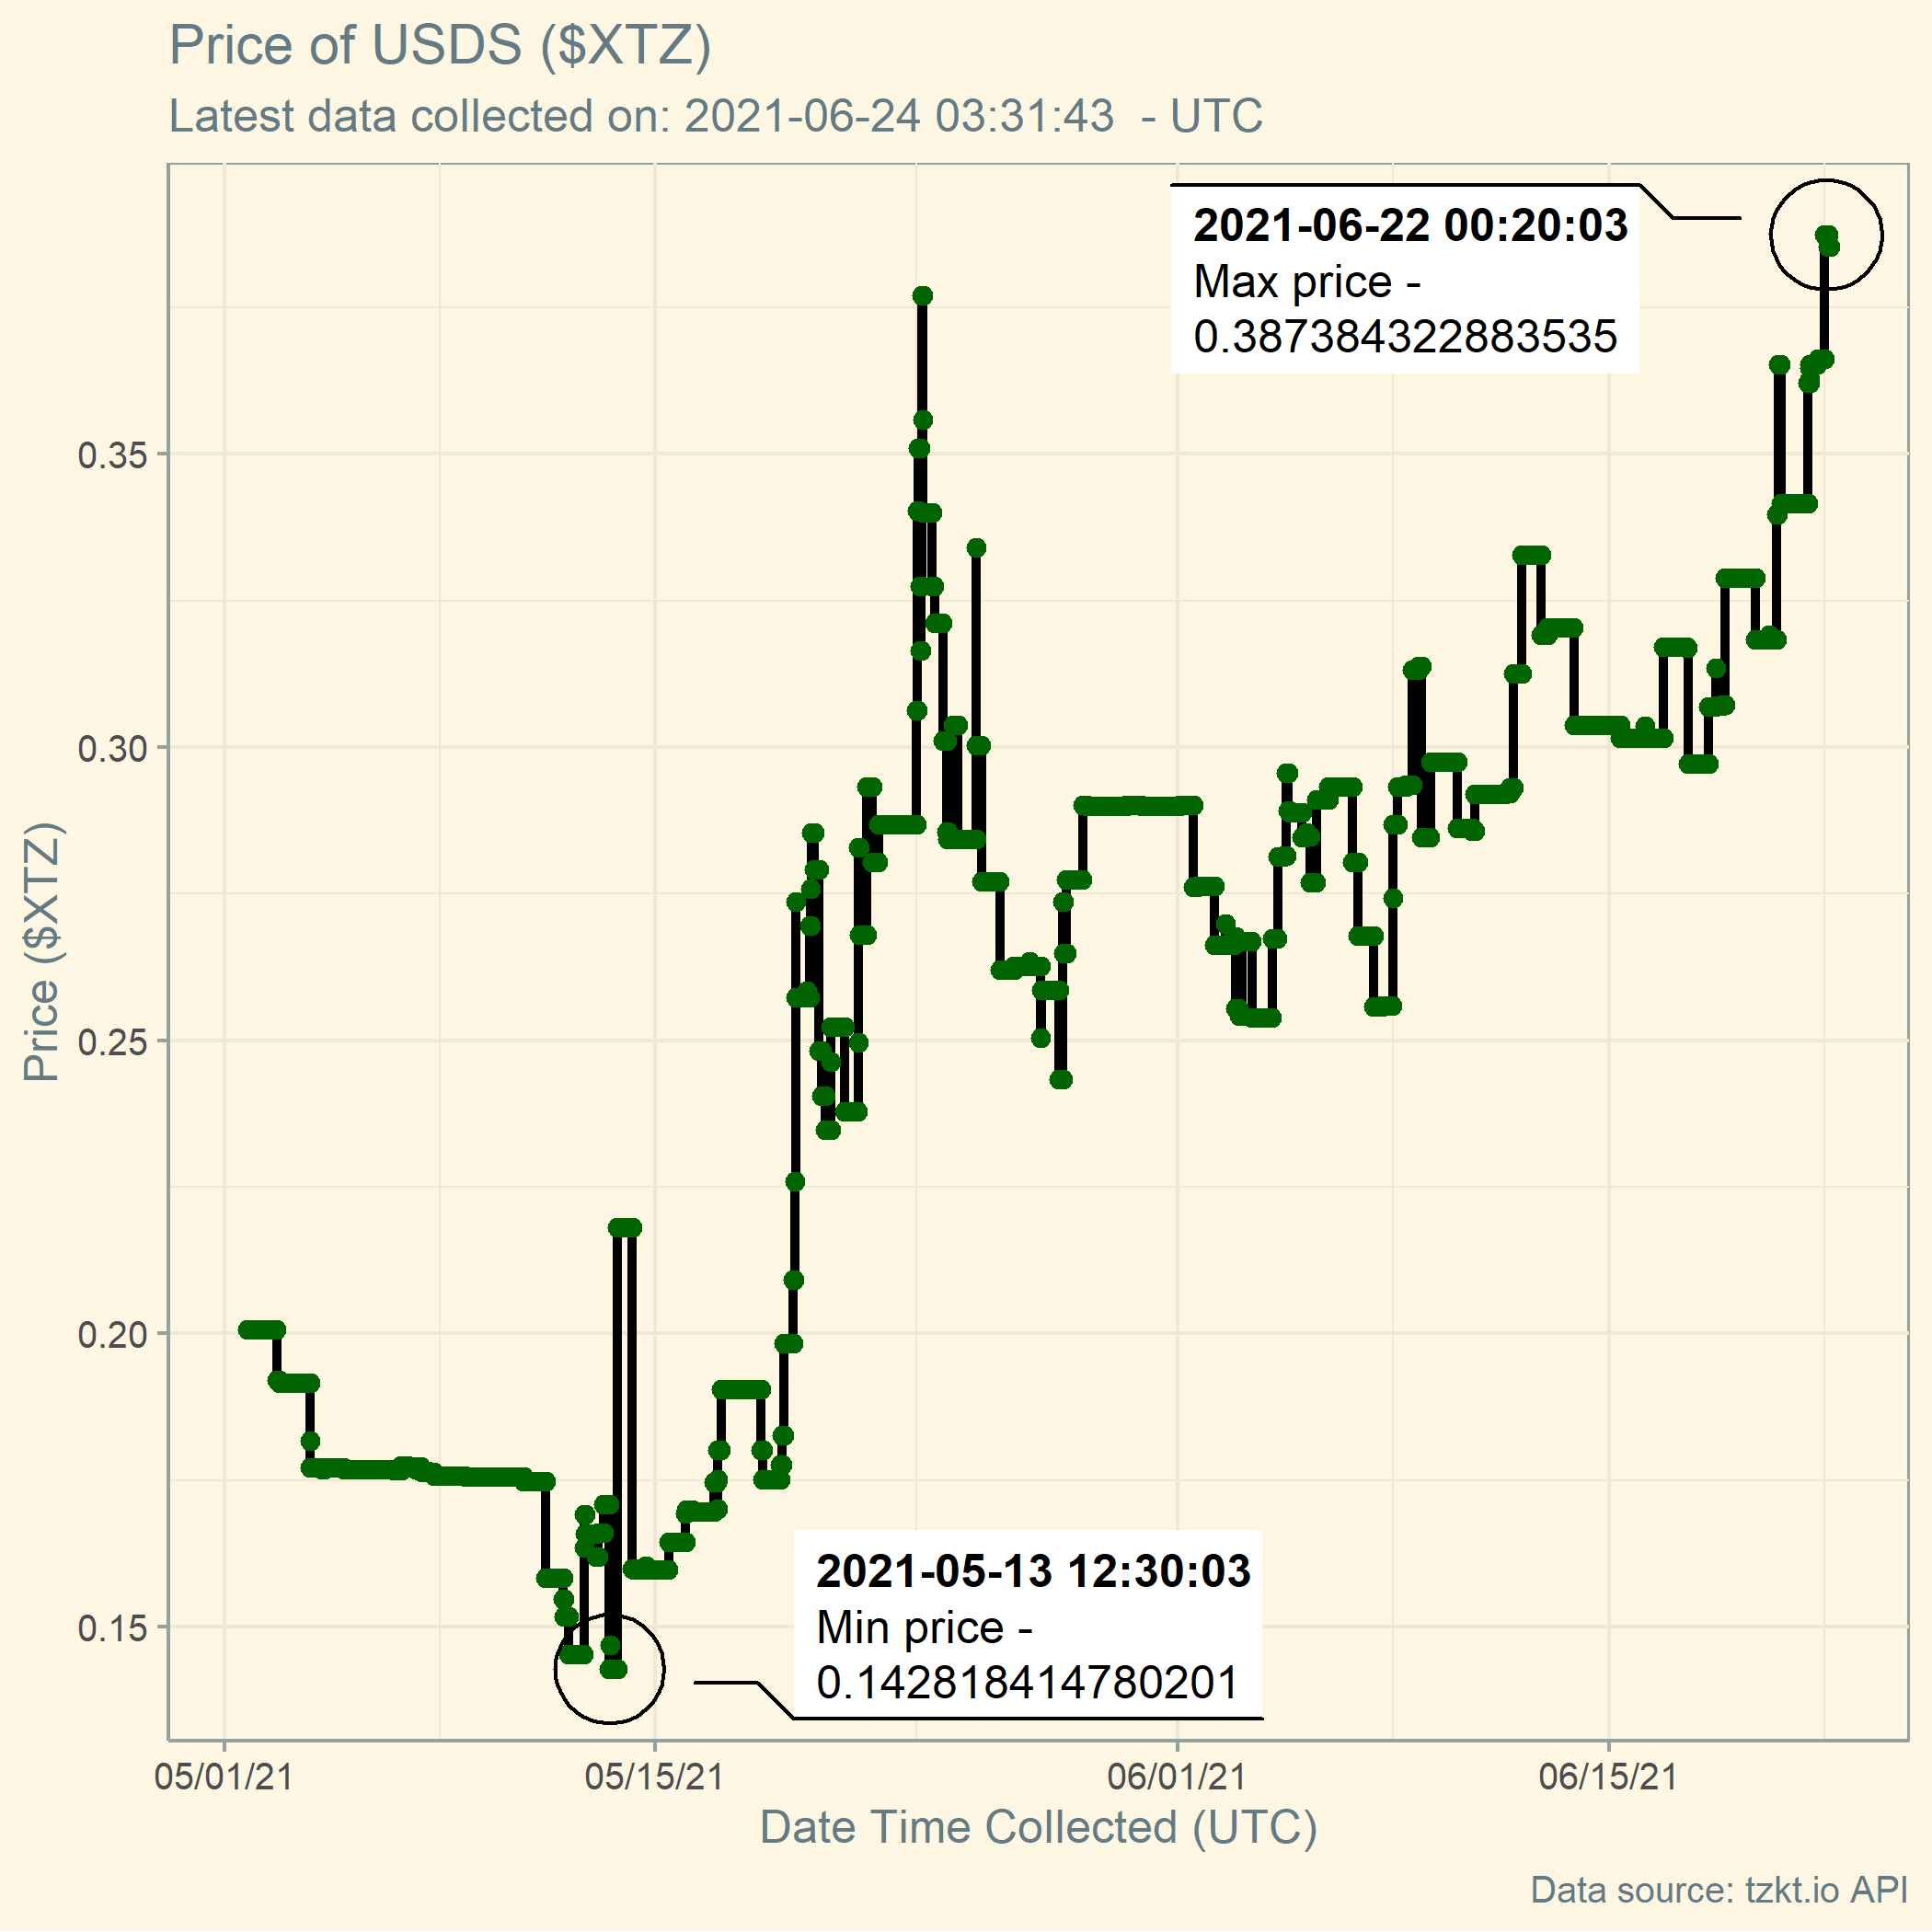 Price of USDS ($XTZ)
Latest data collected on: 2021-06-24 03:31:43  - UTC
2021-06-22 00:20:03
Max price -
0.387384322883535
0.35
0.30
0.25
0.20
0.15
Price ($XTZ)
2021-05-13 12:30:03
Min price -
0.142818414780201
05/01/21
05/15/21
06/01/21
06/15/21
Date Time Collected (UTC)
Data source: tzkt.io API